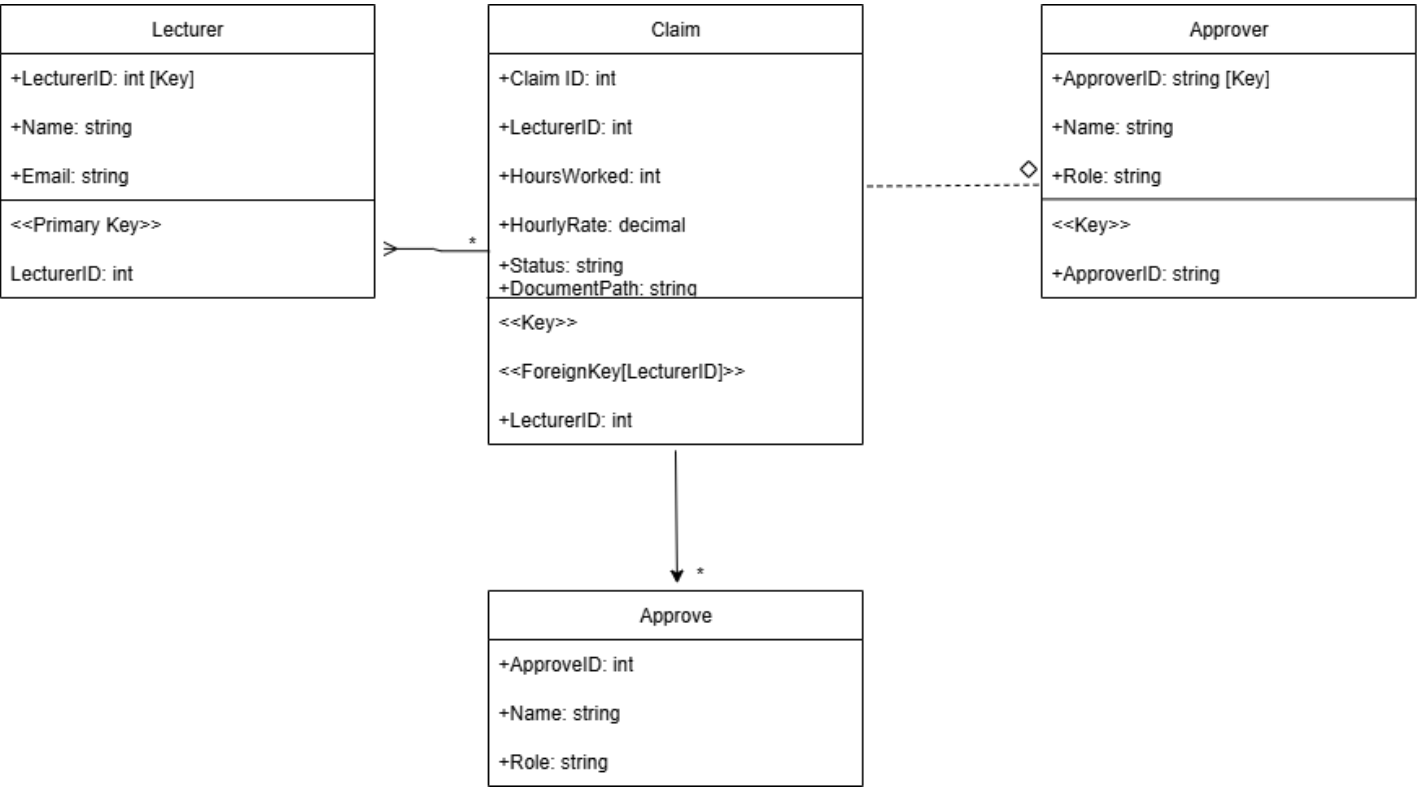 Lecturer
+LecturerID: int [Key]
+Name: string
+Email: string
<<Primary Key>>
LecturerID: int
*
Claim
+Claim ID: int
+LecturerID: int
+HoursWorked: int
+HourlyRate: decimal
+Status: string
+DocumentPath: string
<<Key>>
<<ForeignKey[LecturerID]>>
+LecturerID: int
Approver
+ApproverID: string [Key]
+Name: string
+Role: string
<<Key>>
+ApproverID: string
*
Approve
+ApproveID: int
+Name: string
+Role: string